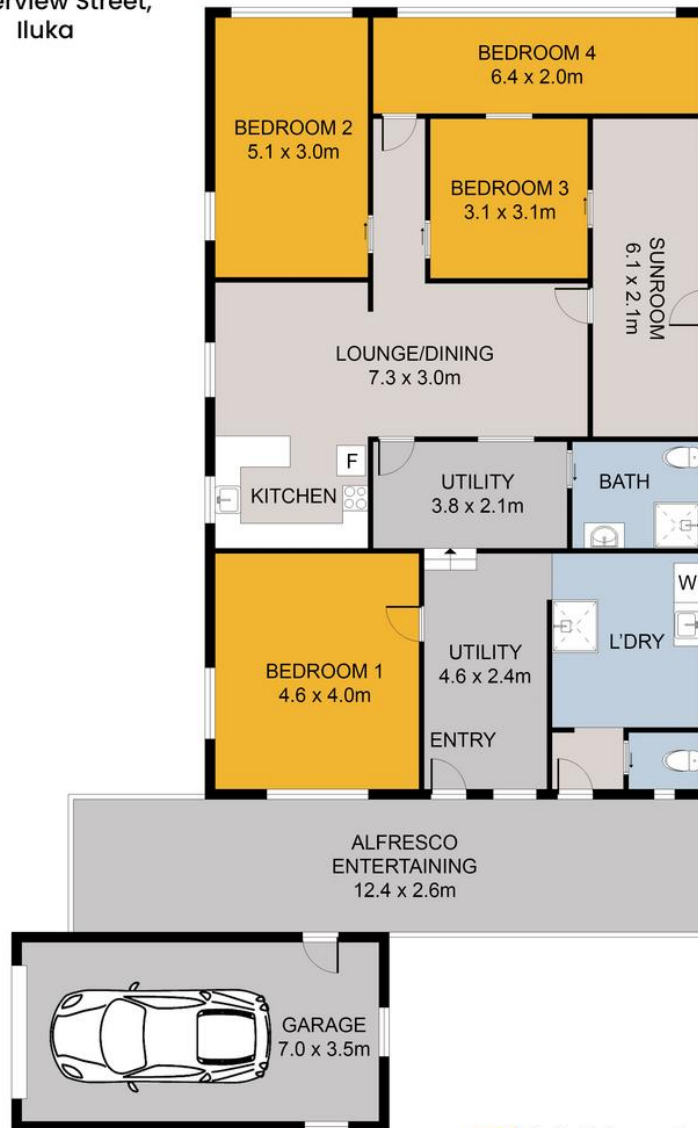 Iluka
BEDROOM 4
6.4 x 2.0m
BEDROOM 2
5.1 x 3.0m
BEDROOM 3
3.1 x 3.1m
SUNROOM
6.1 x 2.1m
LOUNGE/DINING
7.3 x 3.0m
F
KITCHEN
UTILITY
3.8 x 2.1m
BATH
W
L'DRY
BEDROOM 1
4.6 x 4.0m
UTILITY
4.6 x 2.4m
ENTRY
ALFRESCO
ENTERTAINING
12.4 x 2.6m
GARAGE
7.0 x 3.5m